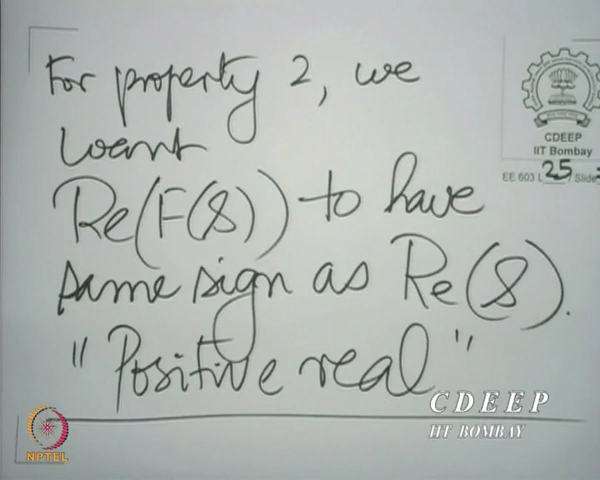 For property 2, we
want
Re(F(s)) to have
same sign as Re(s).
"Positive real"
CDEEP
IIT Bombay
EE 603 L 25 / Slide
CDEEP
IIT BOMBAY
NPTEL